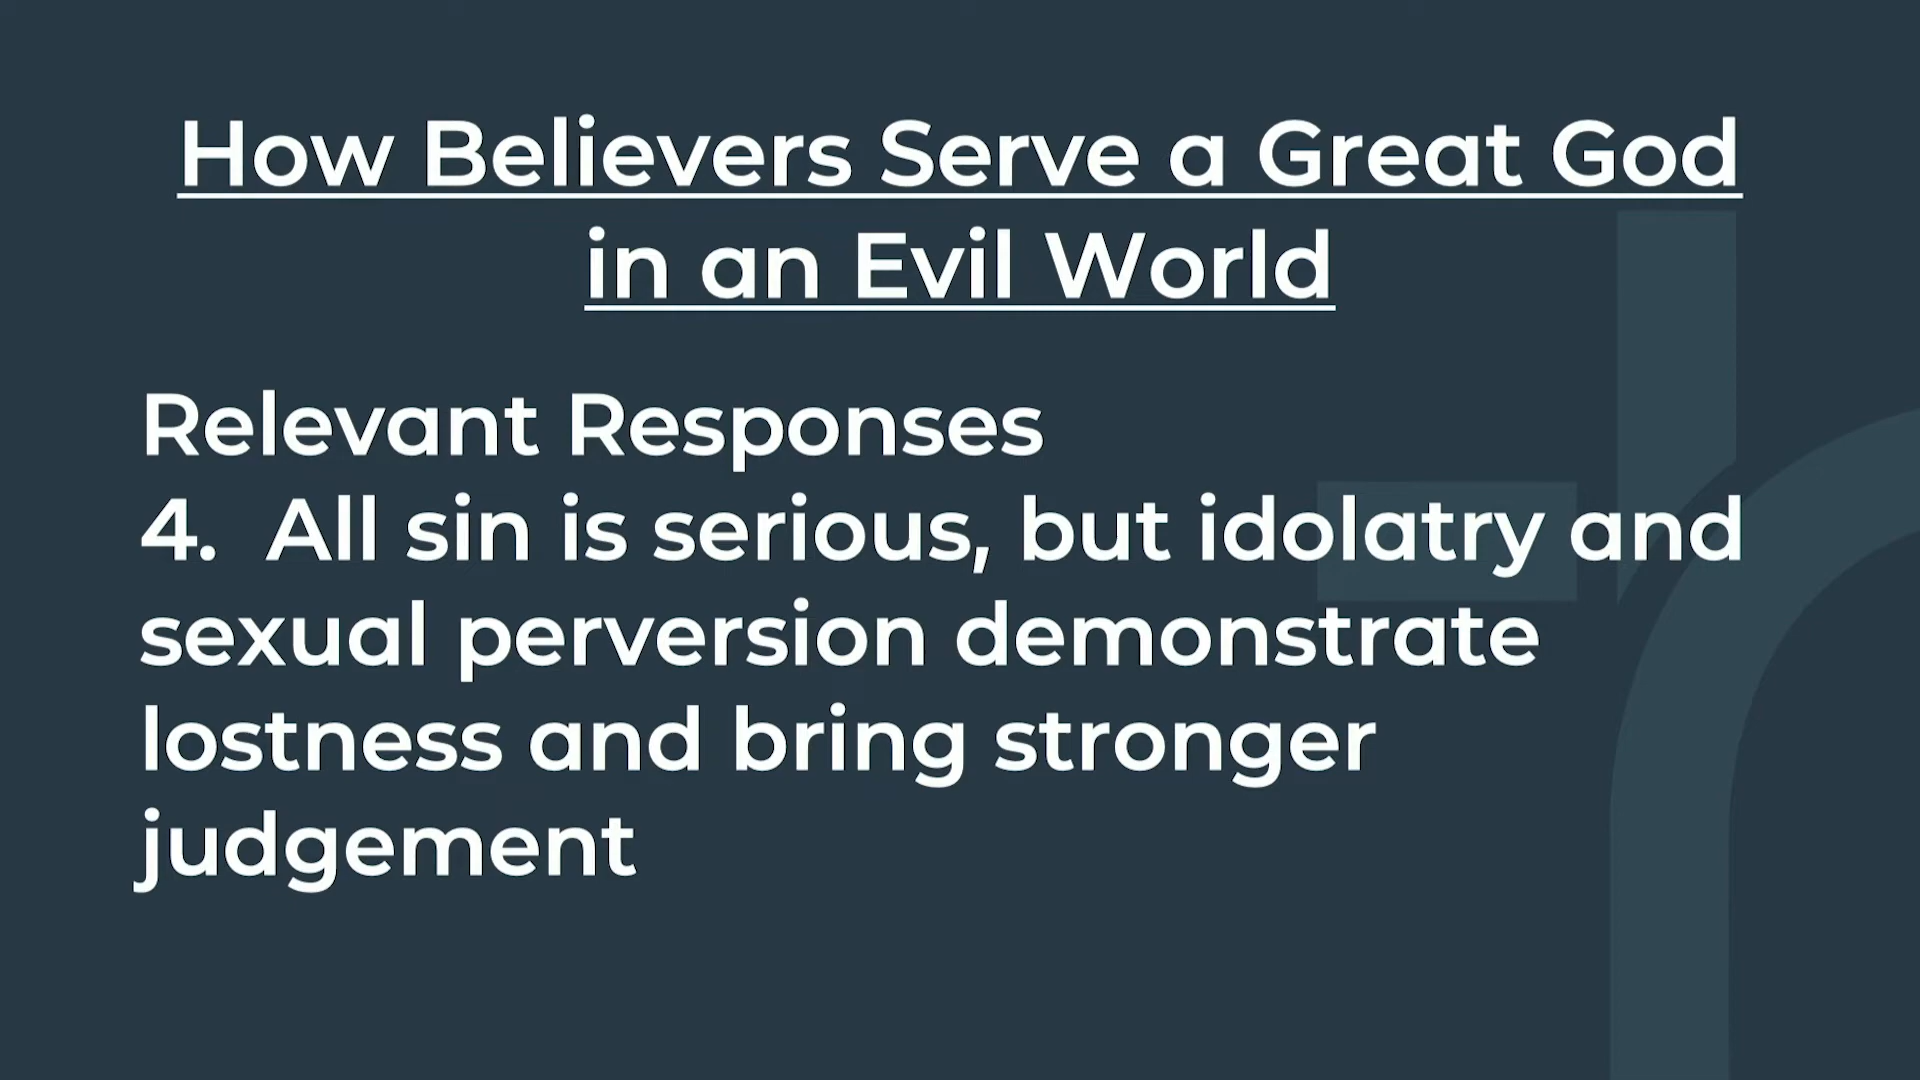 How Believers Serve a Great God
in an Evil World
Relevant Responses
4. All sin is serious, but idolatry and
sexual perversion demonstrate
lostness and bring stronger
judgement